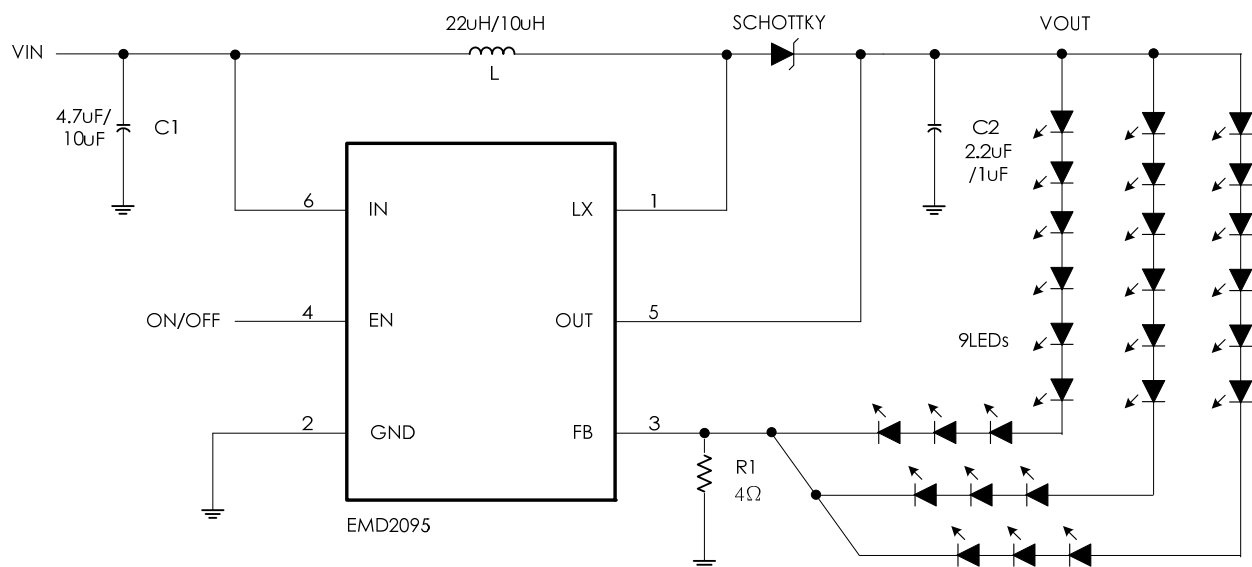 22uH/10uH
SCHOTTKY
VOUT
VIN
L
4.7uF/
10uF
C1
C2
2.2uF
/1uF
6
IN
LX
1
ON/OFF
4
EN
OUT
5
9LEDs
2
GND
FB
3
R1
4Ω
EMD2095